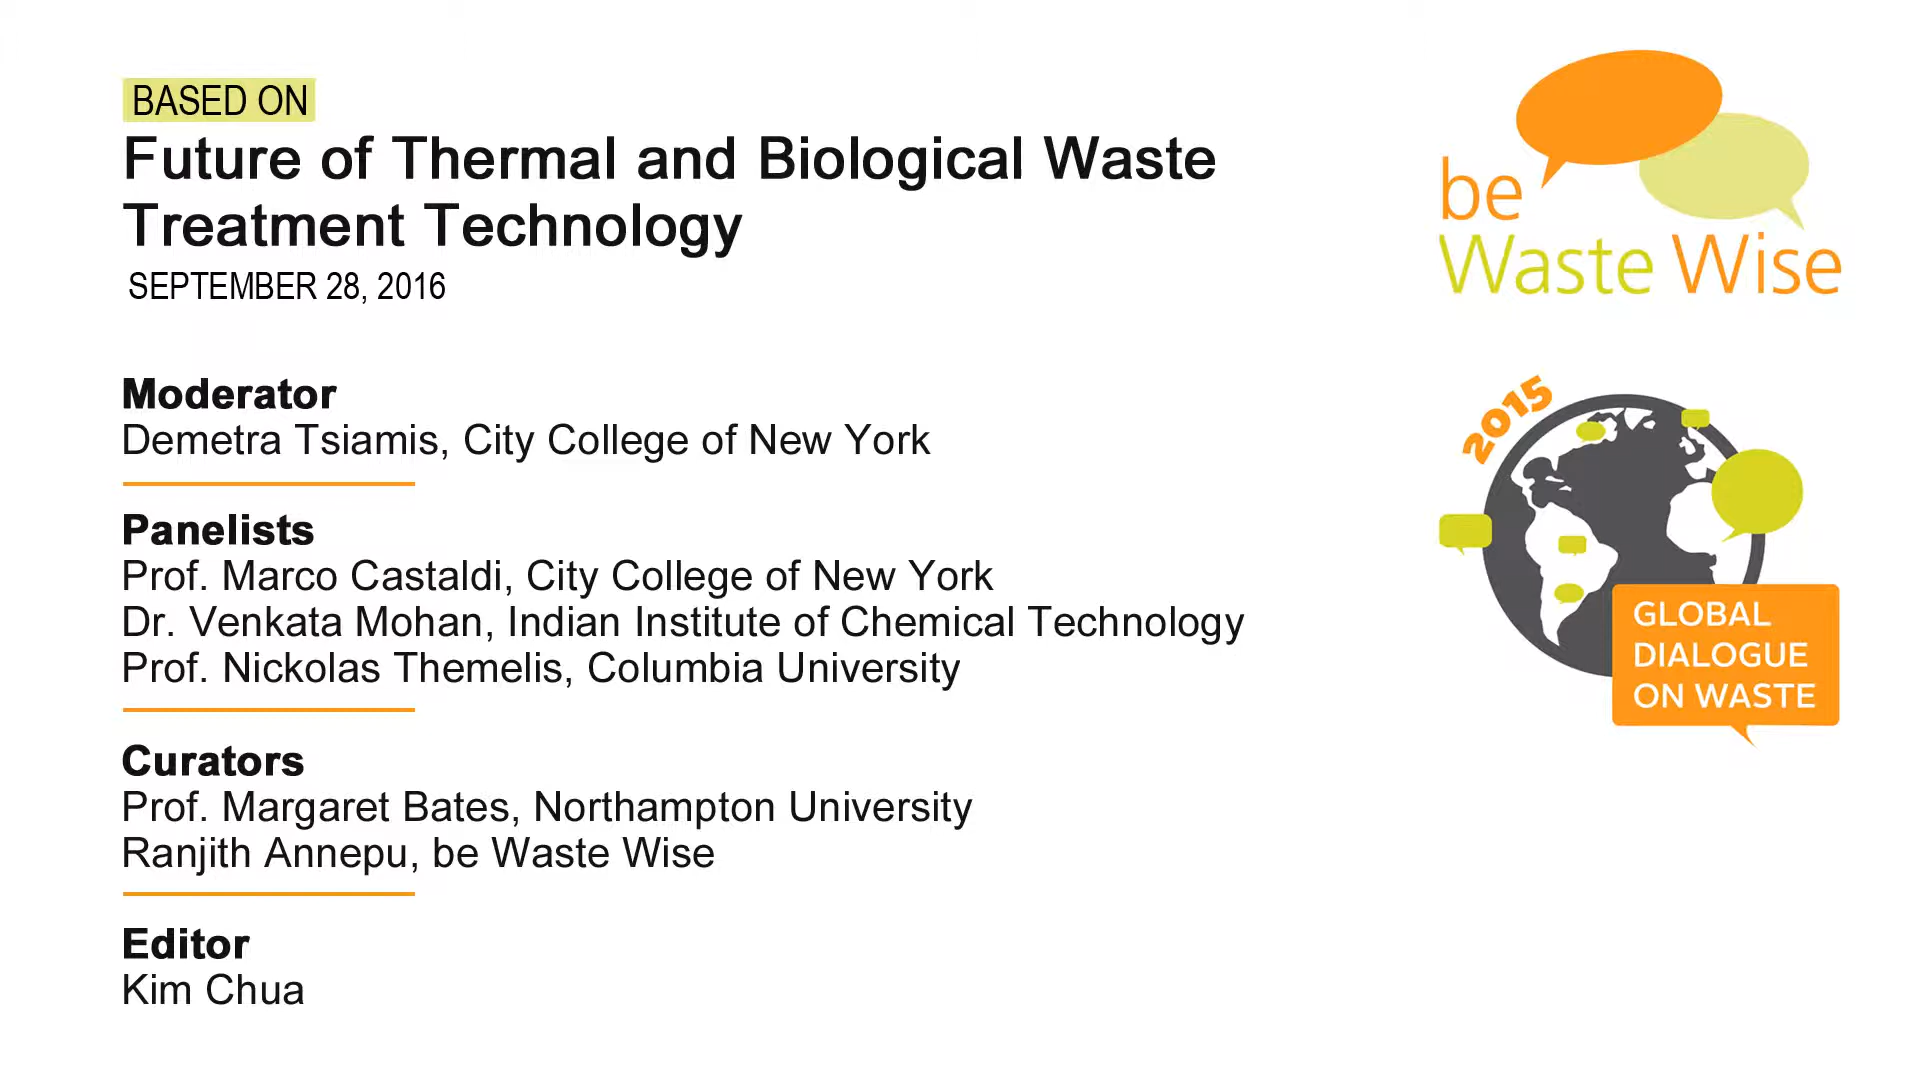 BASED ON
Future of Thermal and Biological Waste
Treatment Technology
SEPTEMBER 28, 2016
Moderator
Demetra Tsiamis, City College of New York
Panelists
Prof. Marco Castaldi, City College of New York
Dr. Venkata Mohan, Indian Institute of Chemical Technology
Prof. Nickolas Themelis, Columbia University
Curators
Prof. Margaret Bates, Northampton University
Ranjith Annepu, be Waste Wise
Editor
Kim Chua
be
Waste Wise
2015
GLOBAL
DIALOGUE
ON WASTE